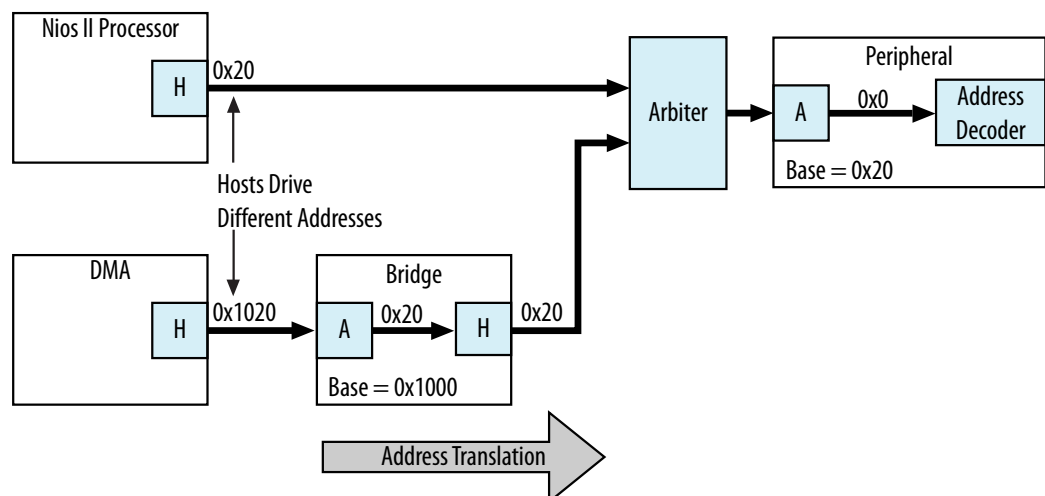 Nios II Processor
H
0x20
Arbiter
Peripheral
A
0x0
Address
Decoder
Base = 0x20
Hosts Drive
Different Addresses
DMA
H
0x1020
Bridge
A
0x20
H
0x20
Base = 0x1000
Address Translation